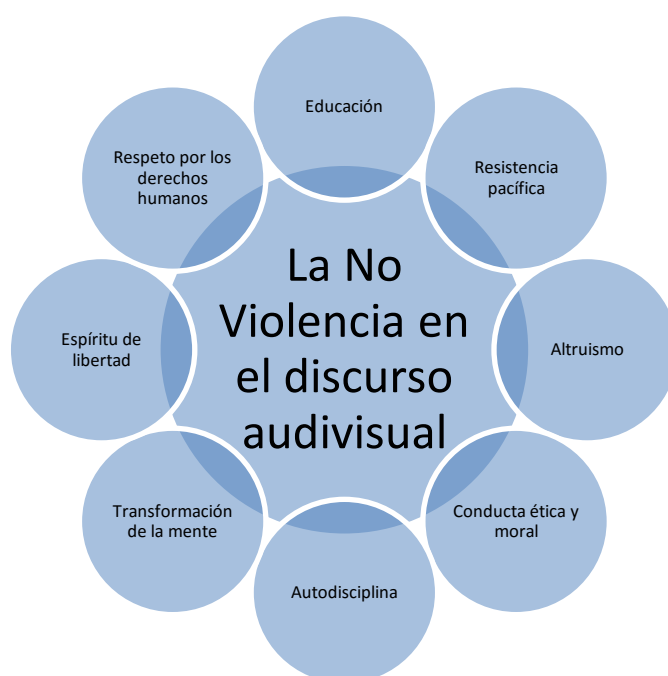 Educación
Respeto por los
derechos
humanos
Resistencia
pacífica
La No
Violencia en
el discurso
audivisual
Espíritu de
libertad
Altruismo
Transformación
de la mente
Conducta ética y
moral
Autodisciplina